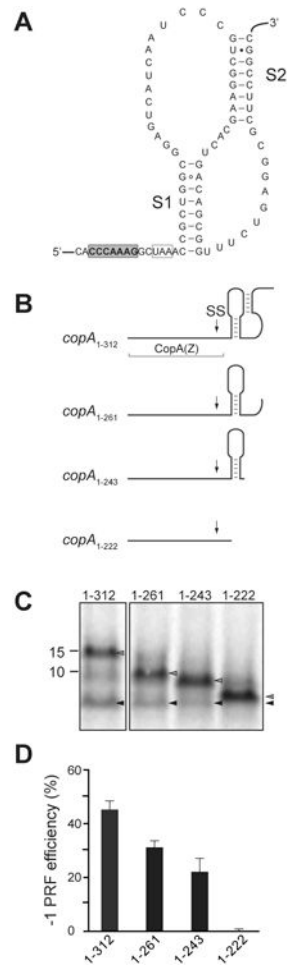 A
3′
S2
S1
5′ CACCCAAAGGCUAAAC
B
SS
copA1-312
CopA(Z)
copA1-261
copA1-243
copA1-222
C
1-312 1-261 1-243 1-222
15
10
D
-1 PRF efficiency (%)
60
40
20
0
1-312 1-261 1-243 1-222